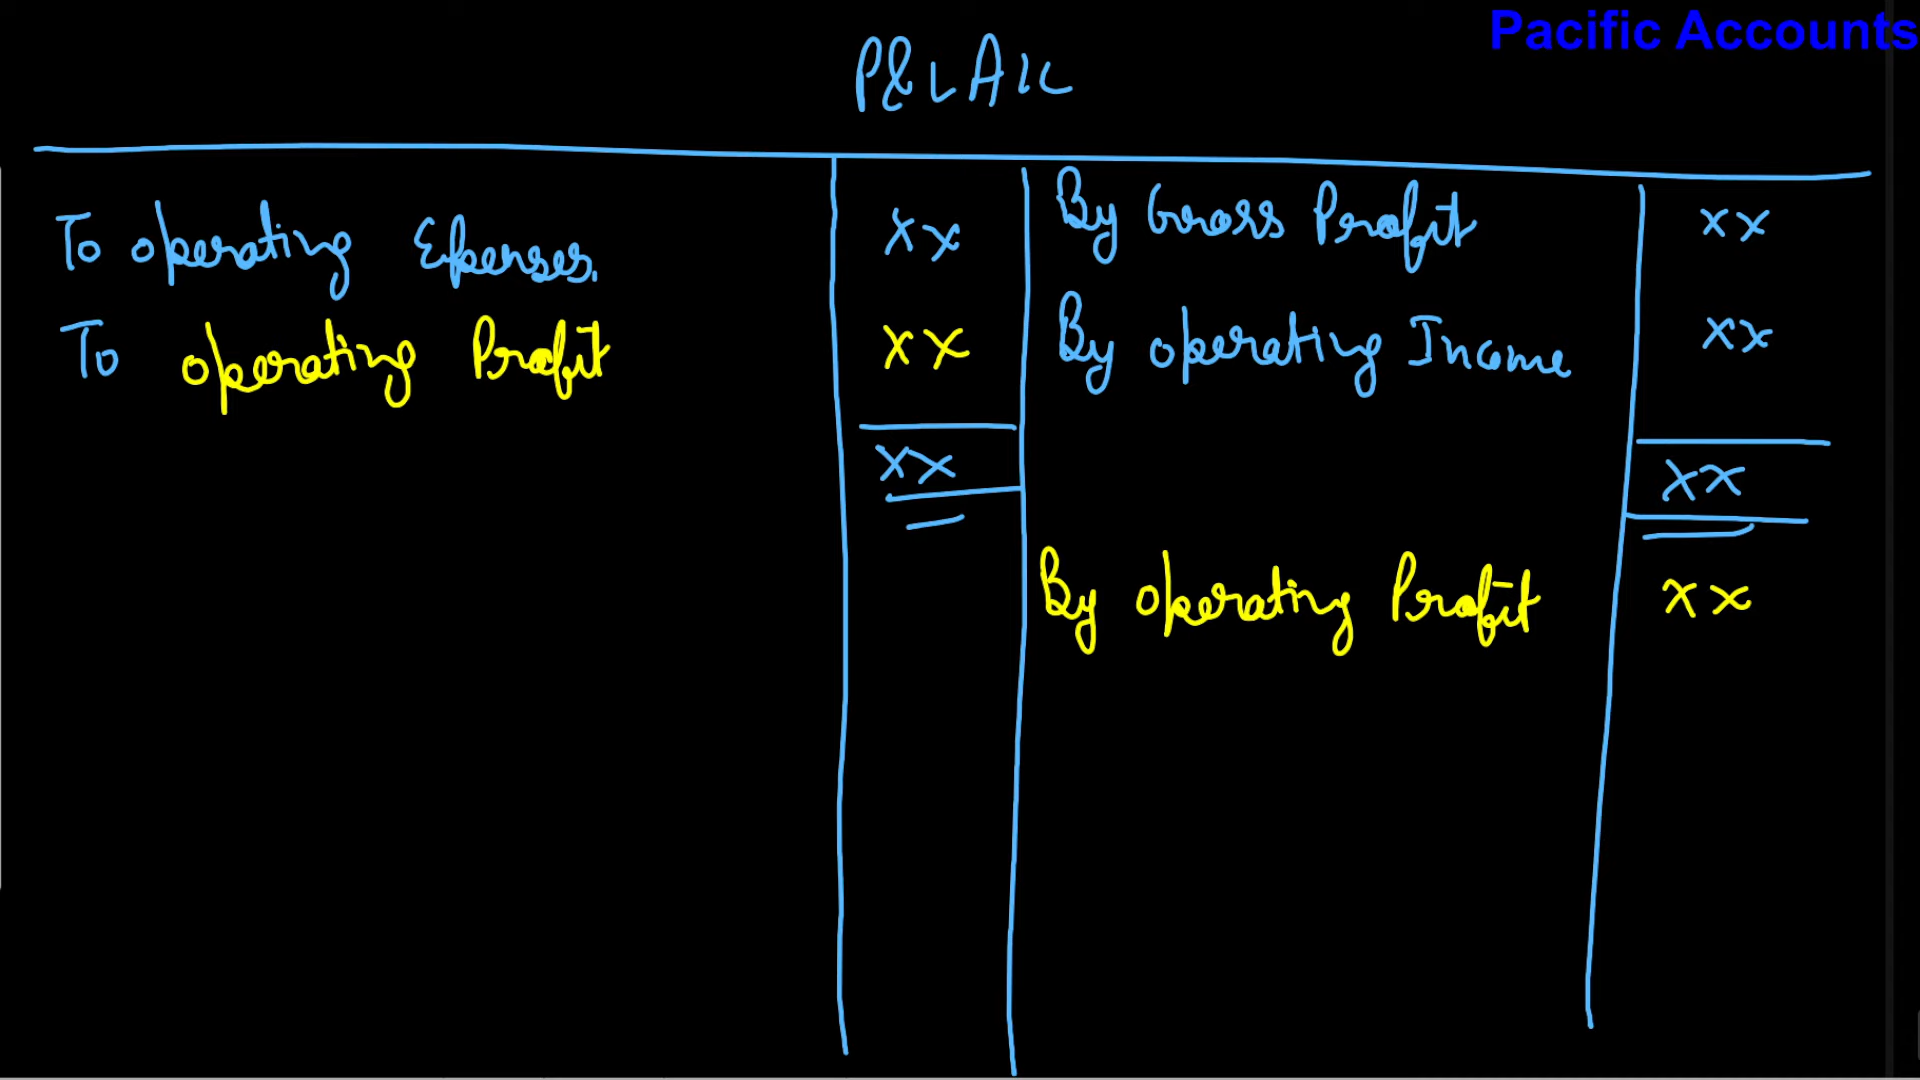 Pacific Accounts
P&L A/c
To operating Epenses. xx By Gross Profit xx
To operating Profit xx By operating Income xx
xx xx
By operating Profit xx